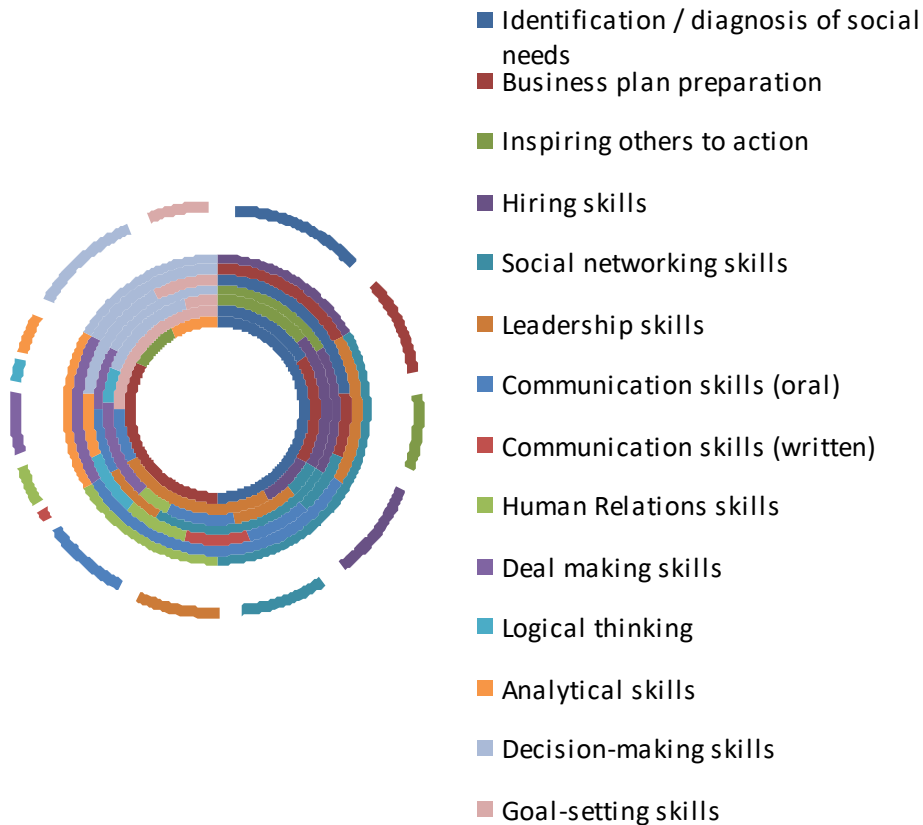 Identification / diagnosis of social
needs
Business plan preparation
Inspiring others to action
Hiring skills
Social networking skills
Leadership skills
Communication skills (oral)
Communication skills (written)
Human Relations skills
Deal making skills
Logical thinking
Analytical skills
Decision-making skills
Goal-setting skills